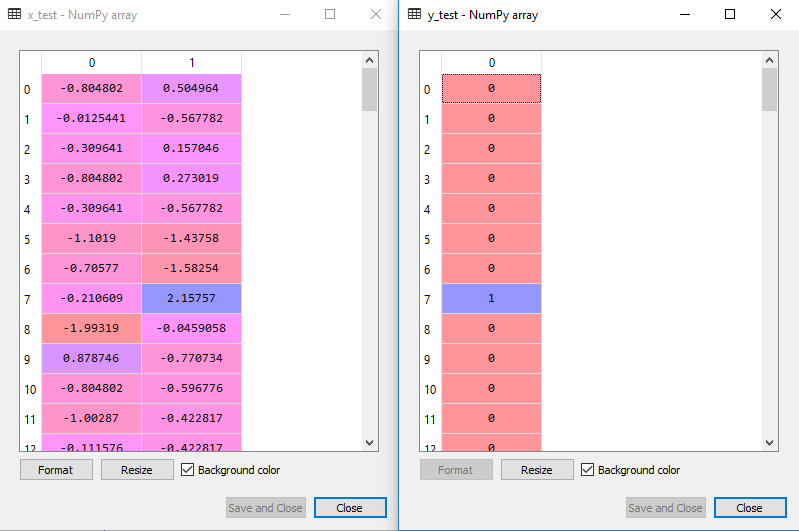 x_test - NumPy array
0 1
0 -0.804802 0.504964
1 -0.0125441 -0.567782
2 -0.309641 0.157046
3 -0.804802 0.273019
4 -0.309641 -0.567782
5 -1.1019 -1.43758
6 -0.70577 -1.58254
7 -0.210609 2.15757
8 -1.99319 -0.0459058
9 0.878746 -0.770734
10 -0.804802 -0.596776
11 -1.00287 -0.422817
12 -0.111576 -0.422817
Format Resize Background color
Save and Close Close
y_test - NumPy array
0
0 0
1 0
2 0
3 0
4 0
5 0
6 0
7 1
8 0
9 0
10 0
11 0
12 0
Format Resize Background color
Save and Close Close